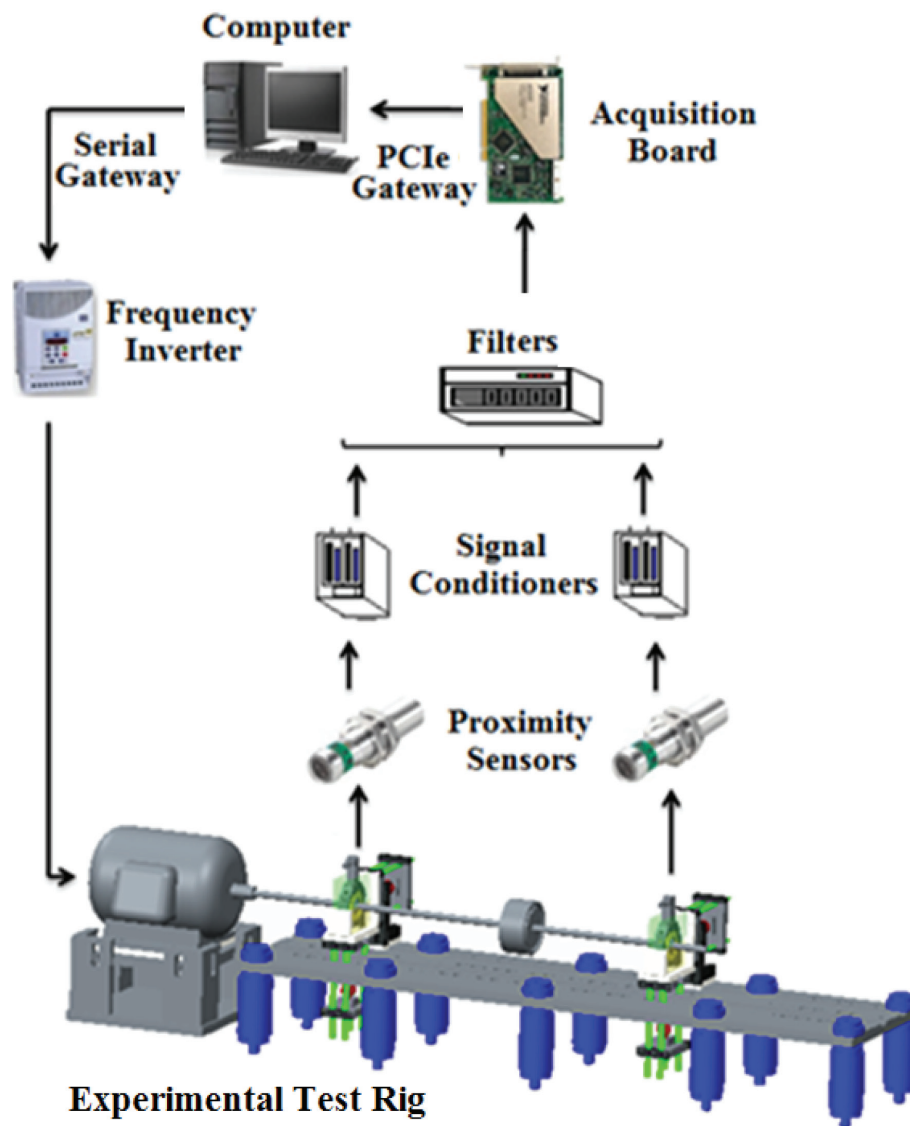 Computer
Acquisition
Board
Serial
Gateway
PCIe
Gateway
Frequency
Inverter
Filters
Signal
Conditioners
Proximity
Sensors
Experimental Test Rig